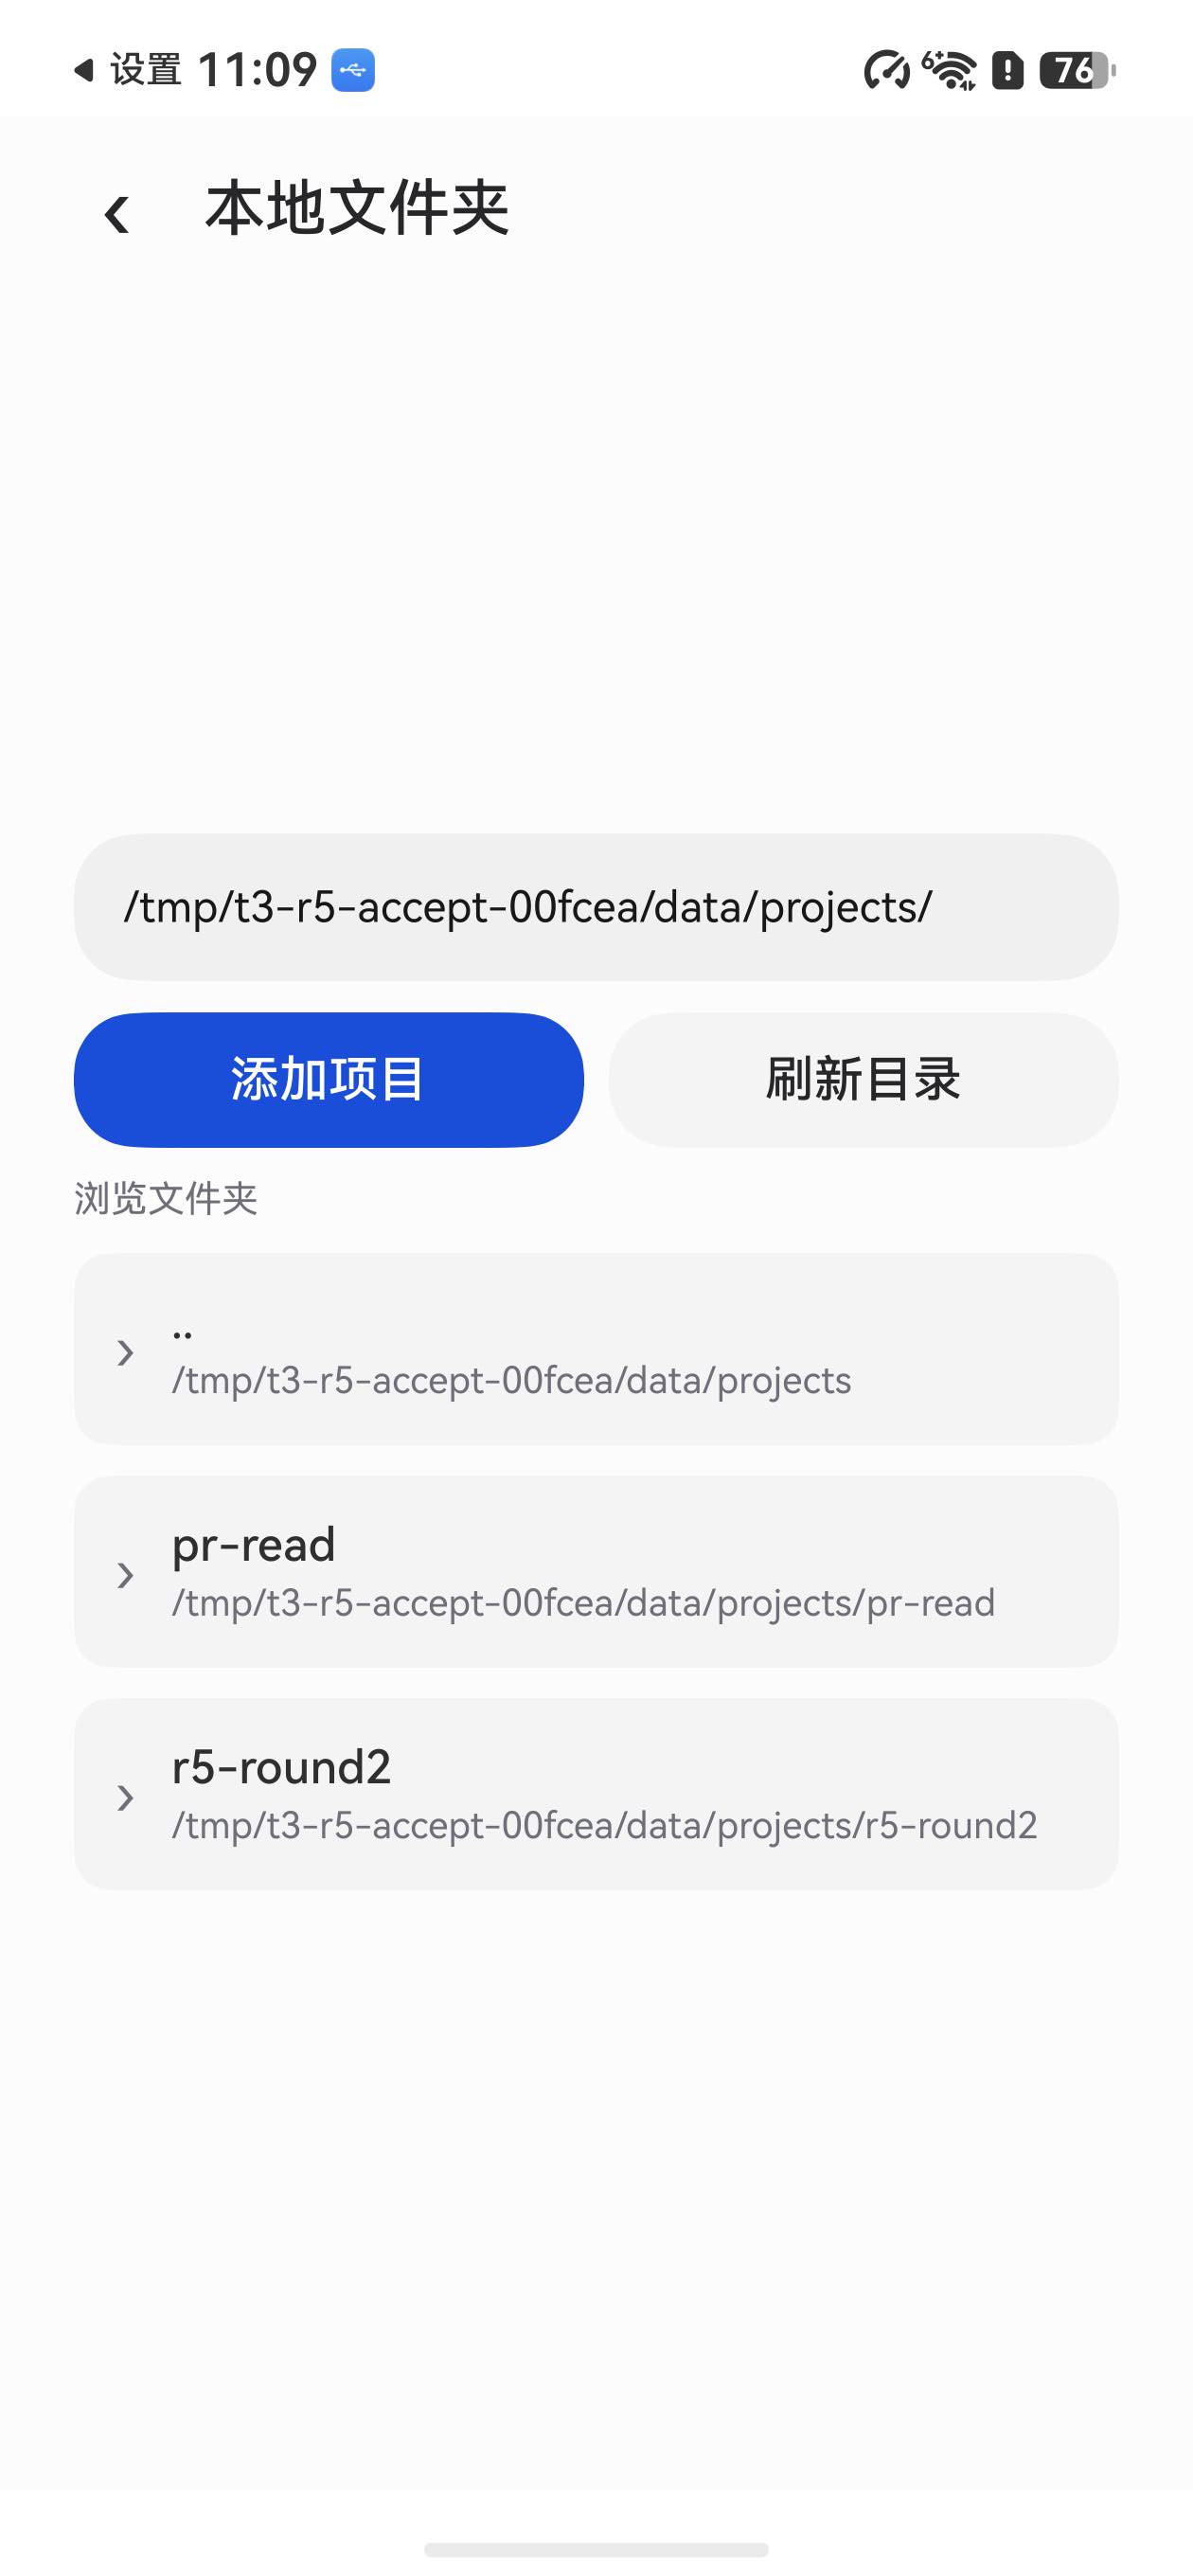 设置 11:09
76
本地文件夹
/tmp/t3-r5-accept-00fcea/data/projects/
添加项目
刷新目录
浏览文件夹
..
/tmp/t3-r5-accept-00fcea/data/projects
pr-read
/tmp/t3-r5-accept-00fcea/data/projects/pr-read
r5-round2
/tmp/t3-r5-accept-00fcea/data/projects/r5-round2